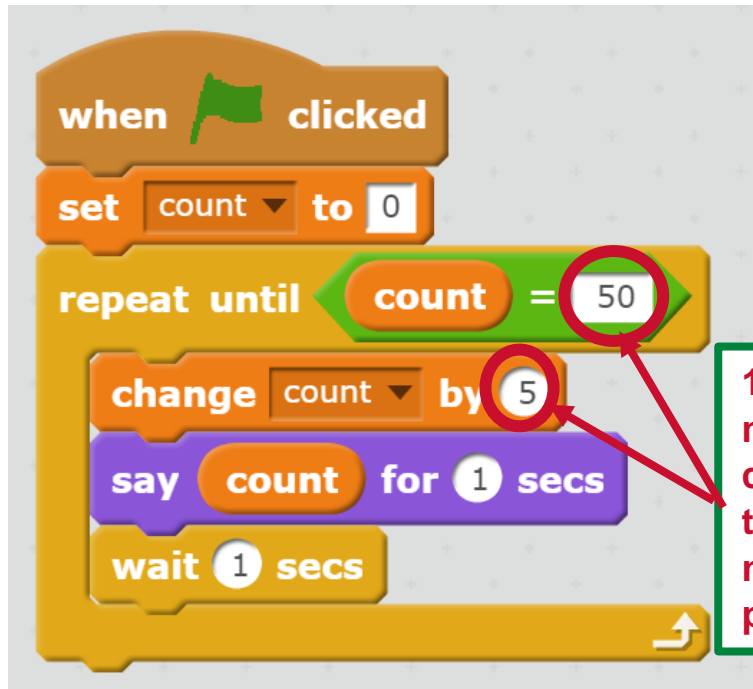 when clicked
set count to 0
repeat until count = 50
change count by 5
say count for 1 secs
wait 1 secs